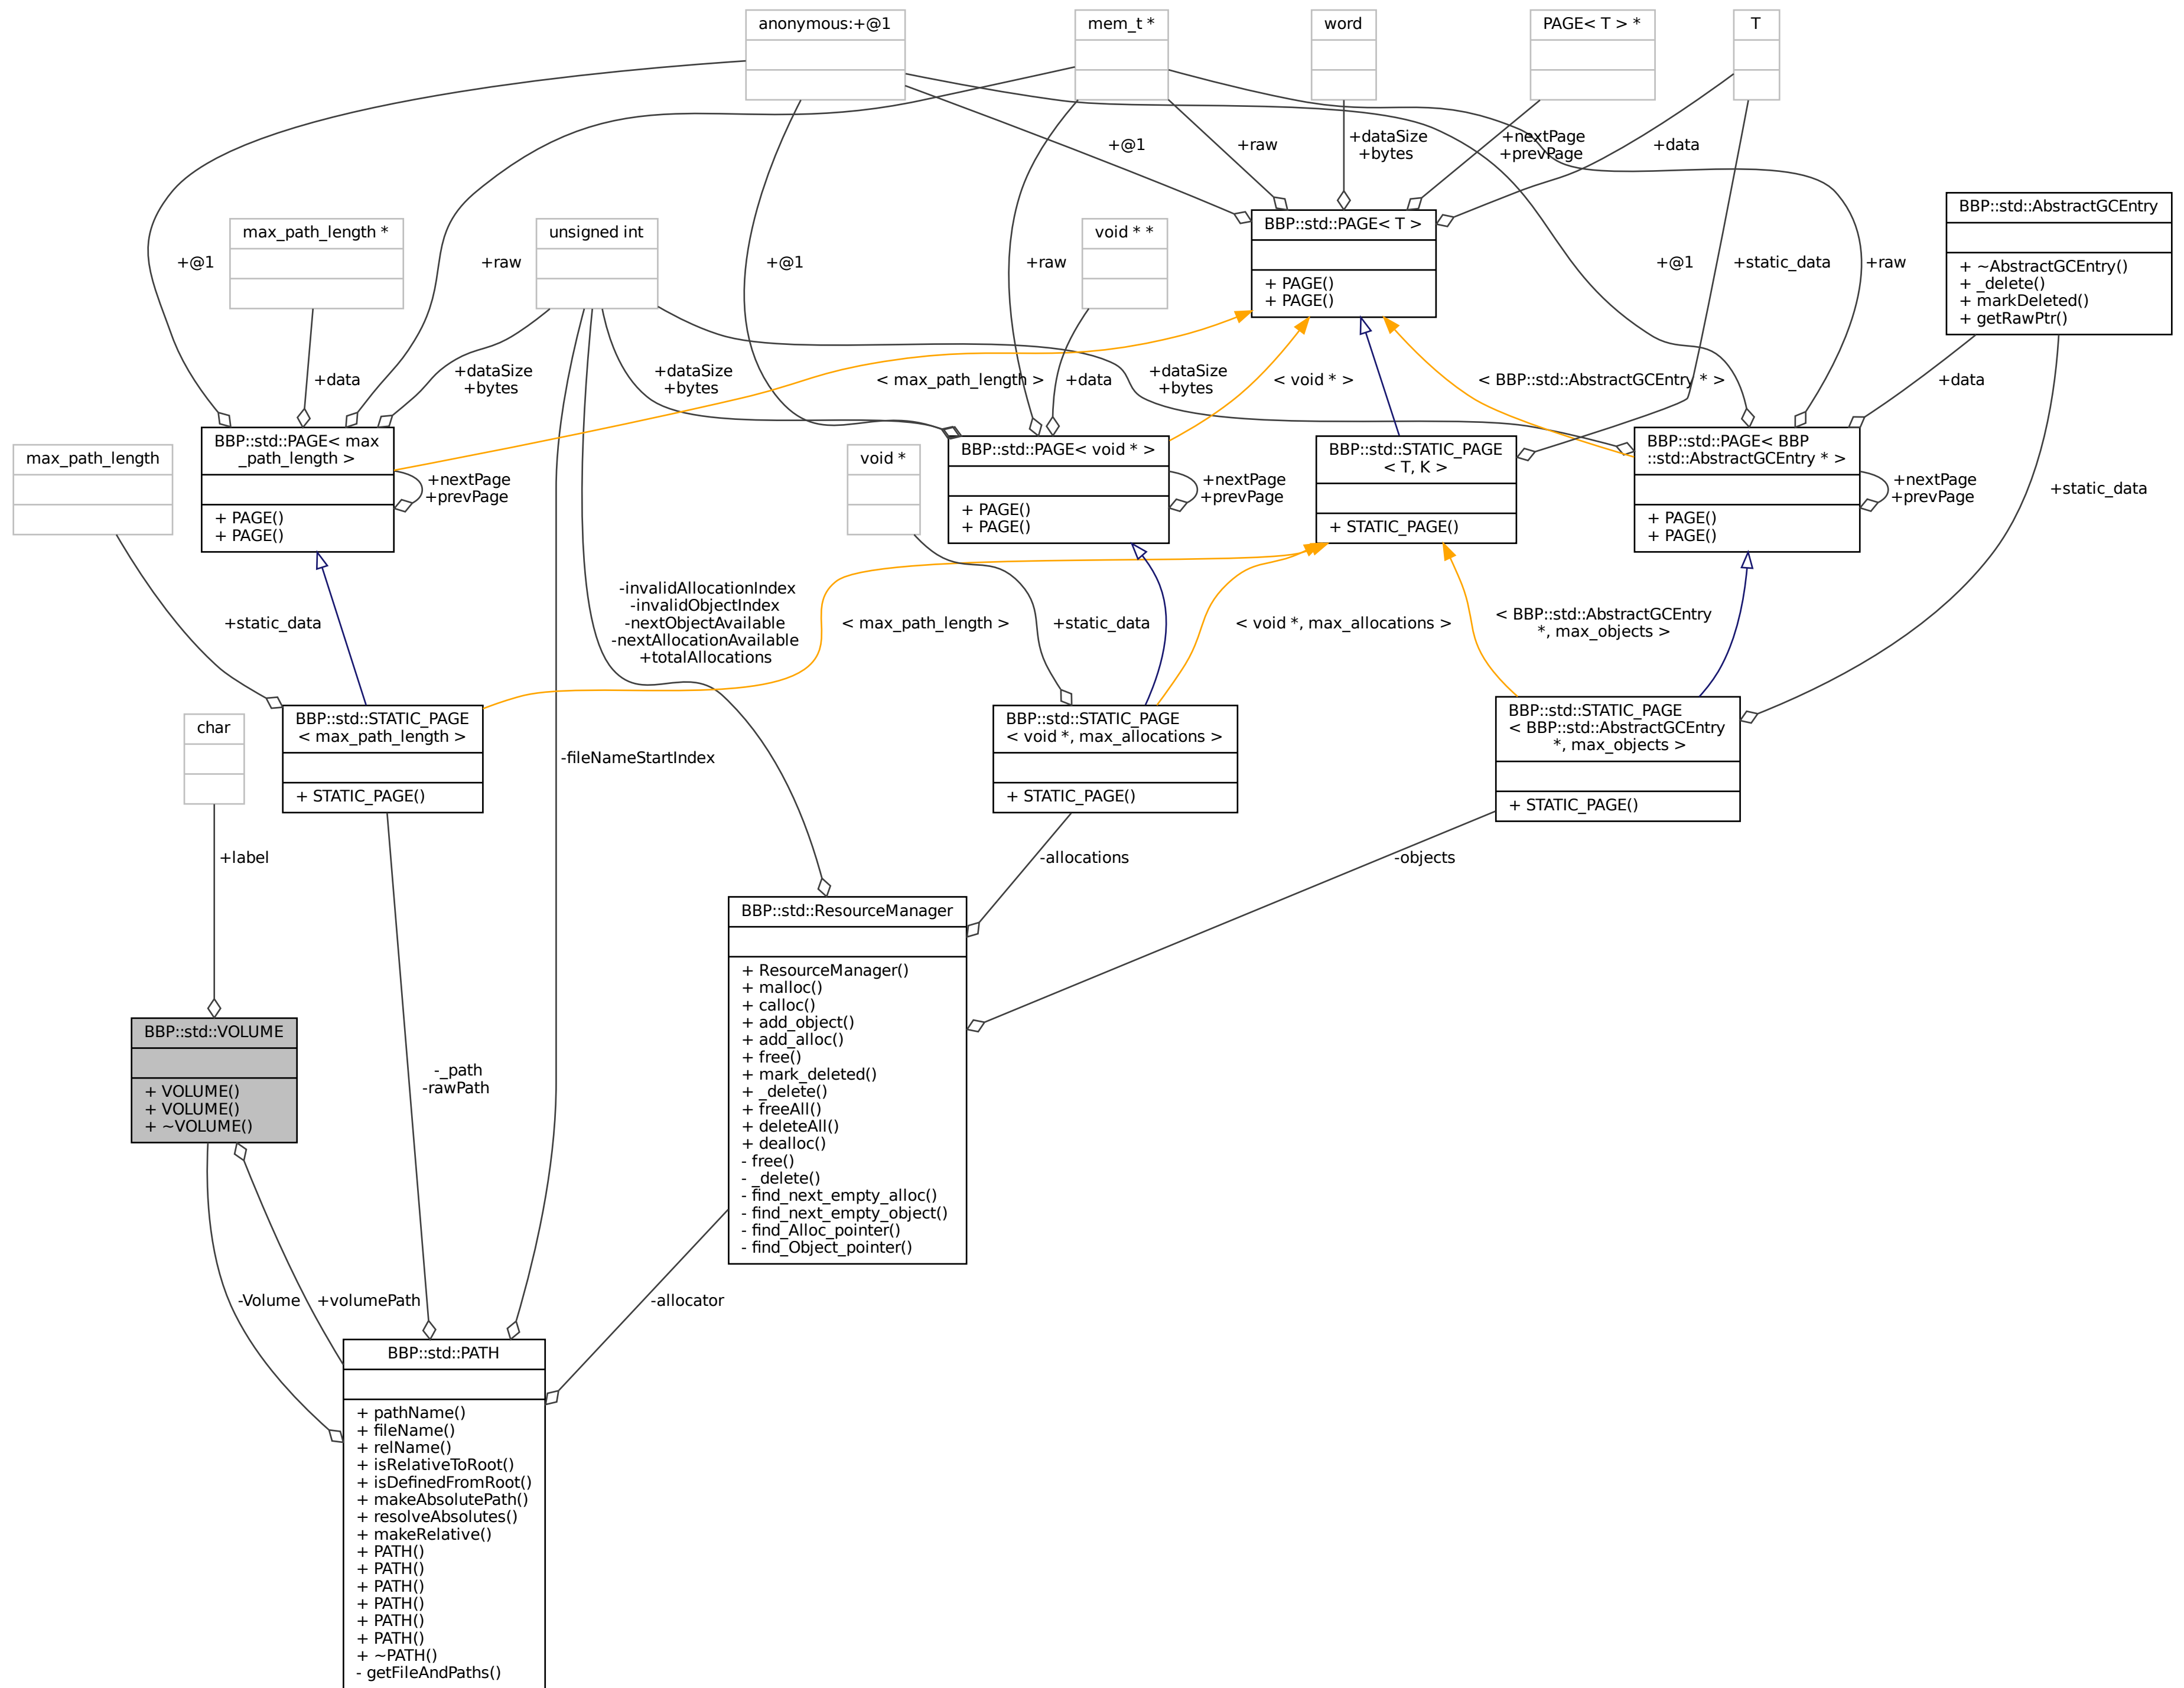 anonymous:+@1
mem_t *
word
PAGE< T > *
T
+@1
+raw
+dataSize
+bytes
+nextPage
+prevPage
+data
max_path_length *
unsigned int
void * *
BBP::std::PAGE< T >
+ PAGE()
+ PAGE()
BBP::std::AbstractGCEntry
+ ~AbstractGCEntry()
+ _delete()
+ markDeleted()
+ getRawPtr()
+@1
+raw
+@1
+raw
+@1
+static_data
+raw
+data
+dataSize
+bytes
+dataSize
+bytes
+data
+dataSize
+bytes
< max_path_length >
< void * >
< BBP::std::AbstractGCEntry * >
+data
max_path_length
BBP::std::PAGE< max
_path_length >
+ PAGE()
+ PAGE()
+nextPage
+prevPage
void *
BBP::std::PAGE< void * >
+ PAGE()
+ PAGE()
+nextPage
+prevPage
BBP::std::STATIC_PAGE
< T, K >
+ STATIC_PAGE()
BBP::std::PAGE< BBP
::std::AbstractGCEntry * >
+ PAGE()
+ PAGE()
+nextPage
+prevPage
+static_data
+static_data
-invalidAllocationIndex
-invalidObjectIndex
-nextObjectAvailable
-nextAllocationAvailable
+totalAllocations
< max_path_length >
+static_data
< void *, max_allocations >
< BBP::std::AbstractGCEntry
*, max_objects >
char
BBP::std::STATIC_PAGE
< max_path_length >
+ STATIC_PAGE()
-fileNameStartIndex
BBP::std::STATIC_PAGE
< void *, max_allocations >
+ STATIC_PAGE()
BBP::std::STATIC_PAGE
< BBP::std::AbstractGCEntry
*, max_objects >
+ STATIC_PAGE()
+label
-allocations
-objects
BBP::std::ResourceManager
+ ResourceManager()
+ malloc()
+ calloc()
+ add_object()
+ add_alloc()
+ free()
+ mark_deleted()
+ _delete()
+ freeAll()
+ deleteAll()
+ dealloc()
- free()
- _delete()
- find_next_empty_alloc()
- find_next_empty_object()
- find_Alloc_pointer()
- find_Object_pointer()
BBP::std::VOLUME
+ VOLUME()
+ VOLUME()
+ ~VOLUME()
-_path
-rawPath
-Volume
+volumePath
-allocator
BBP::std::PATH
+ pathName()
+ fileName()
+ relName()
+ isRelativeToRoot()
+ isDefinedFromRoot()
+ makeAbsolutePath()
+ resolveAbsolutes()
+ makeRelative()
+ PATH()
+ PATH()
+ PATH()
+ PATH()
+ PATH()
+ PATH()
+ ~PATH()
- getFileAndPaths()